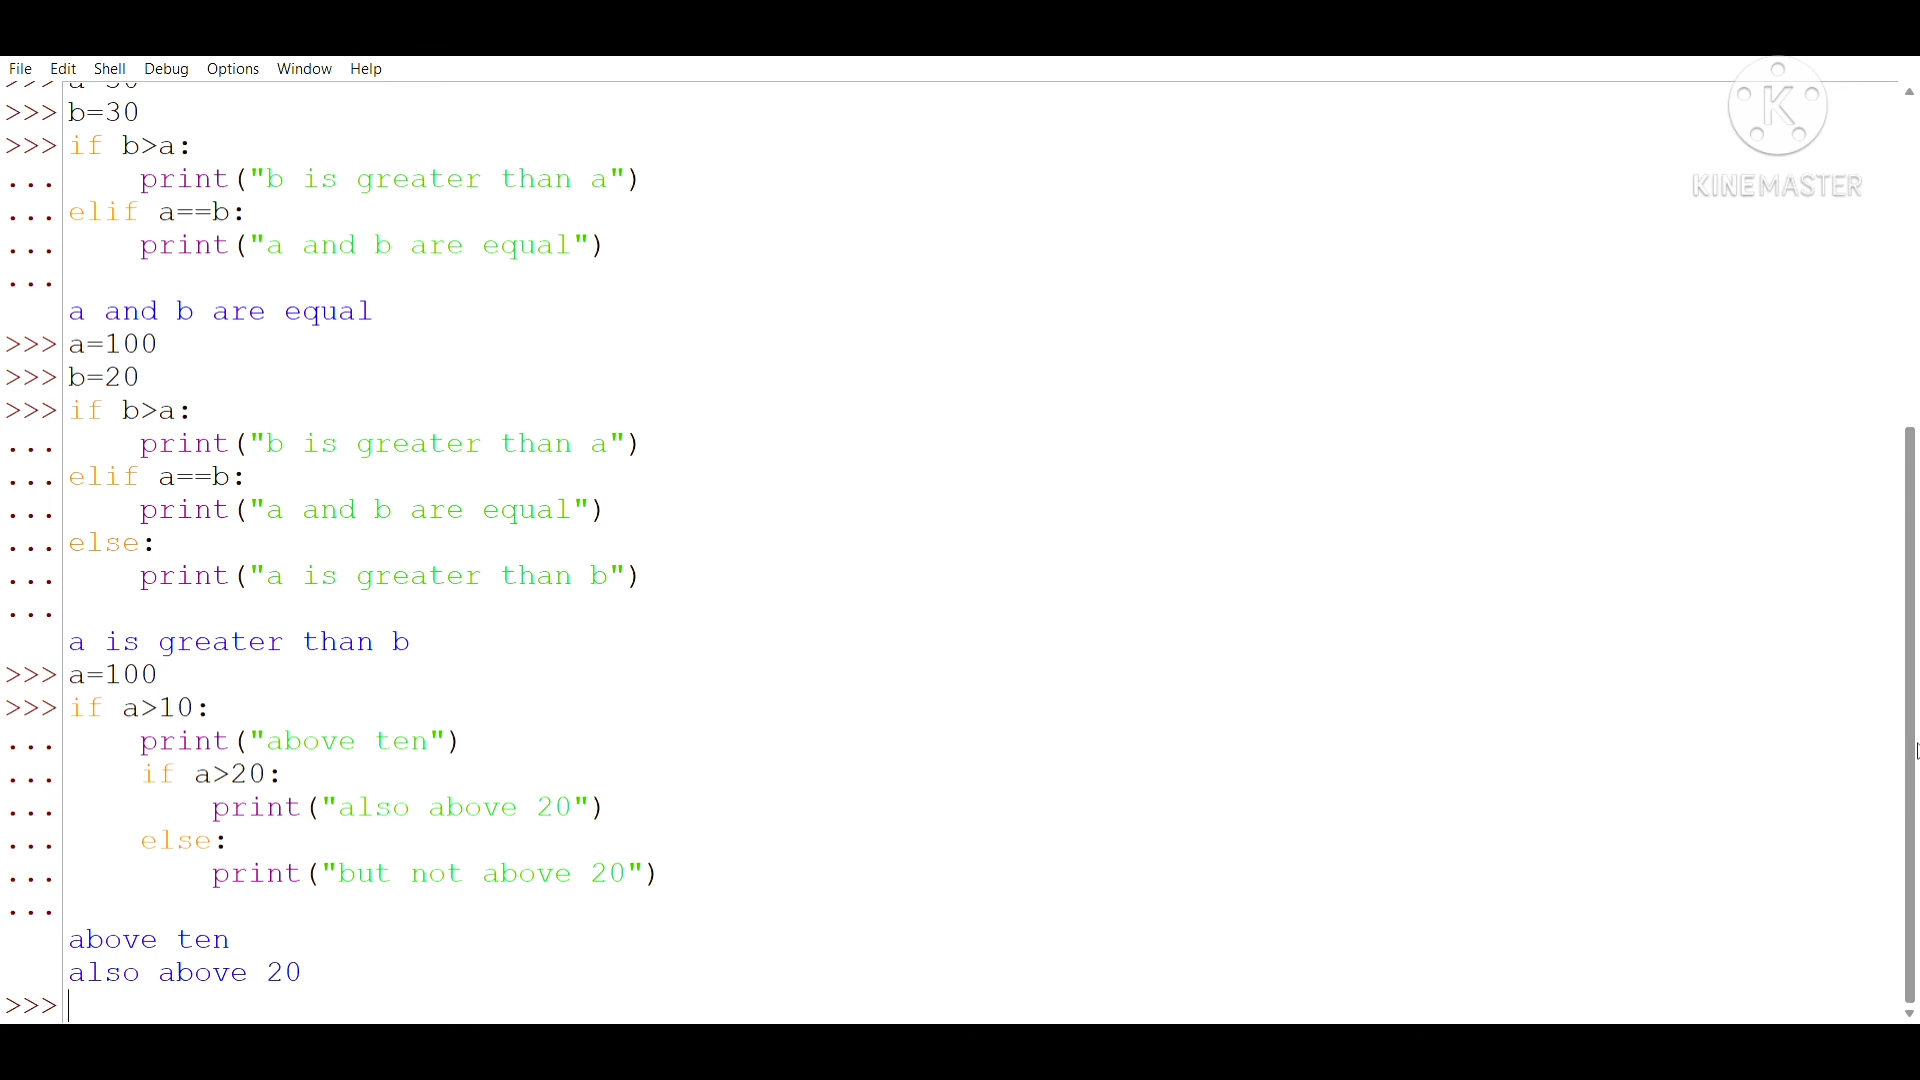 File Edit Shell Debug Options Window Help
>>> b=30
>>> if b>a:
...     print("b is greater than a")
... elif a==b:
...     print("a and b are equal")
...
a and b are equal
>>> a=100
>>> b=20
>>> if b>a:
...     print("b is greater than a")
... elif a==b:
...     print("a and b are equal")
... else:
...     print("a is greater than b")
...
a is greater than b
>>> a=100
>>> if a>10:
...     print("above ten")
...     if a>20:
...         print("also above 20")
...     else:
...         print("but not above 20")
...
above ten
also above 20
>>>
K
KINEMASTER